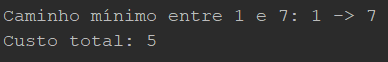 Caminho mínimo entre 1 e 7: 1 -> 7
Custo total: 5